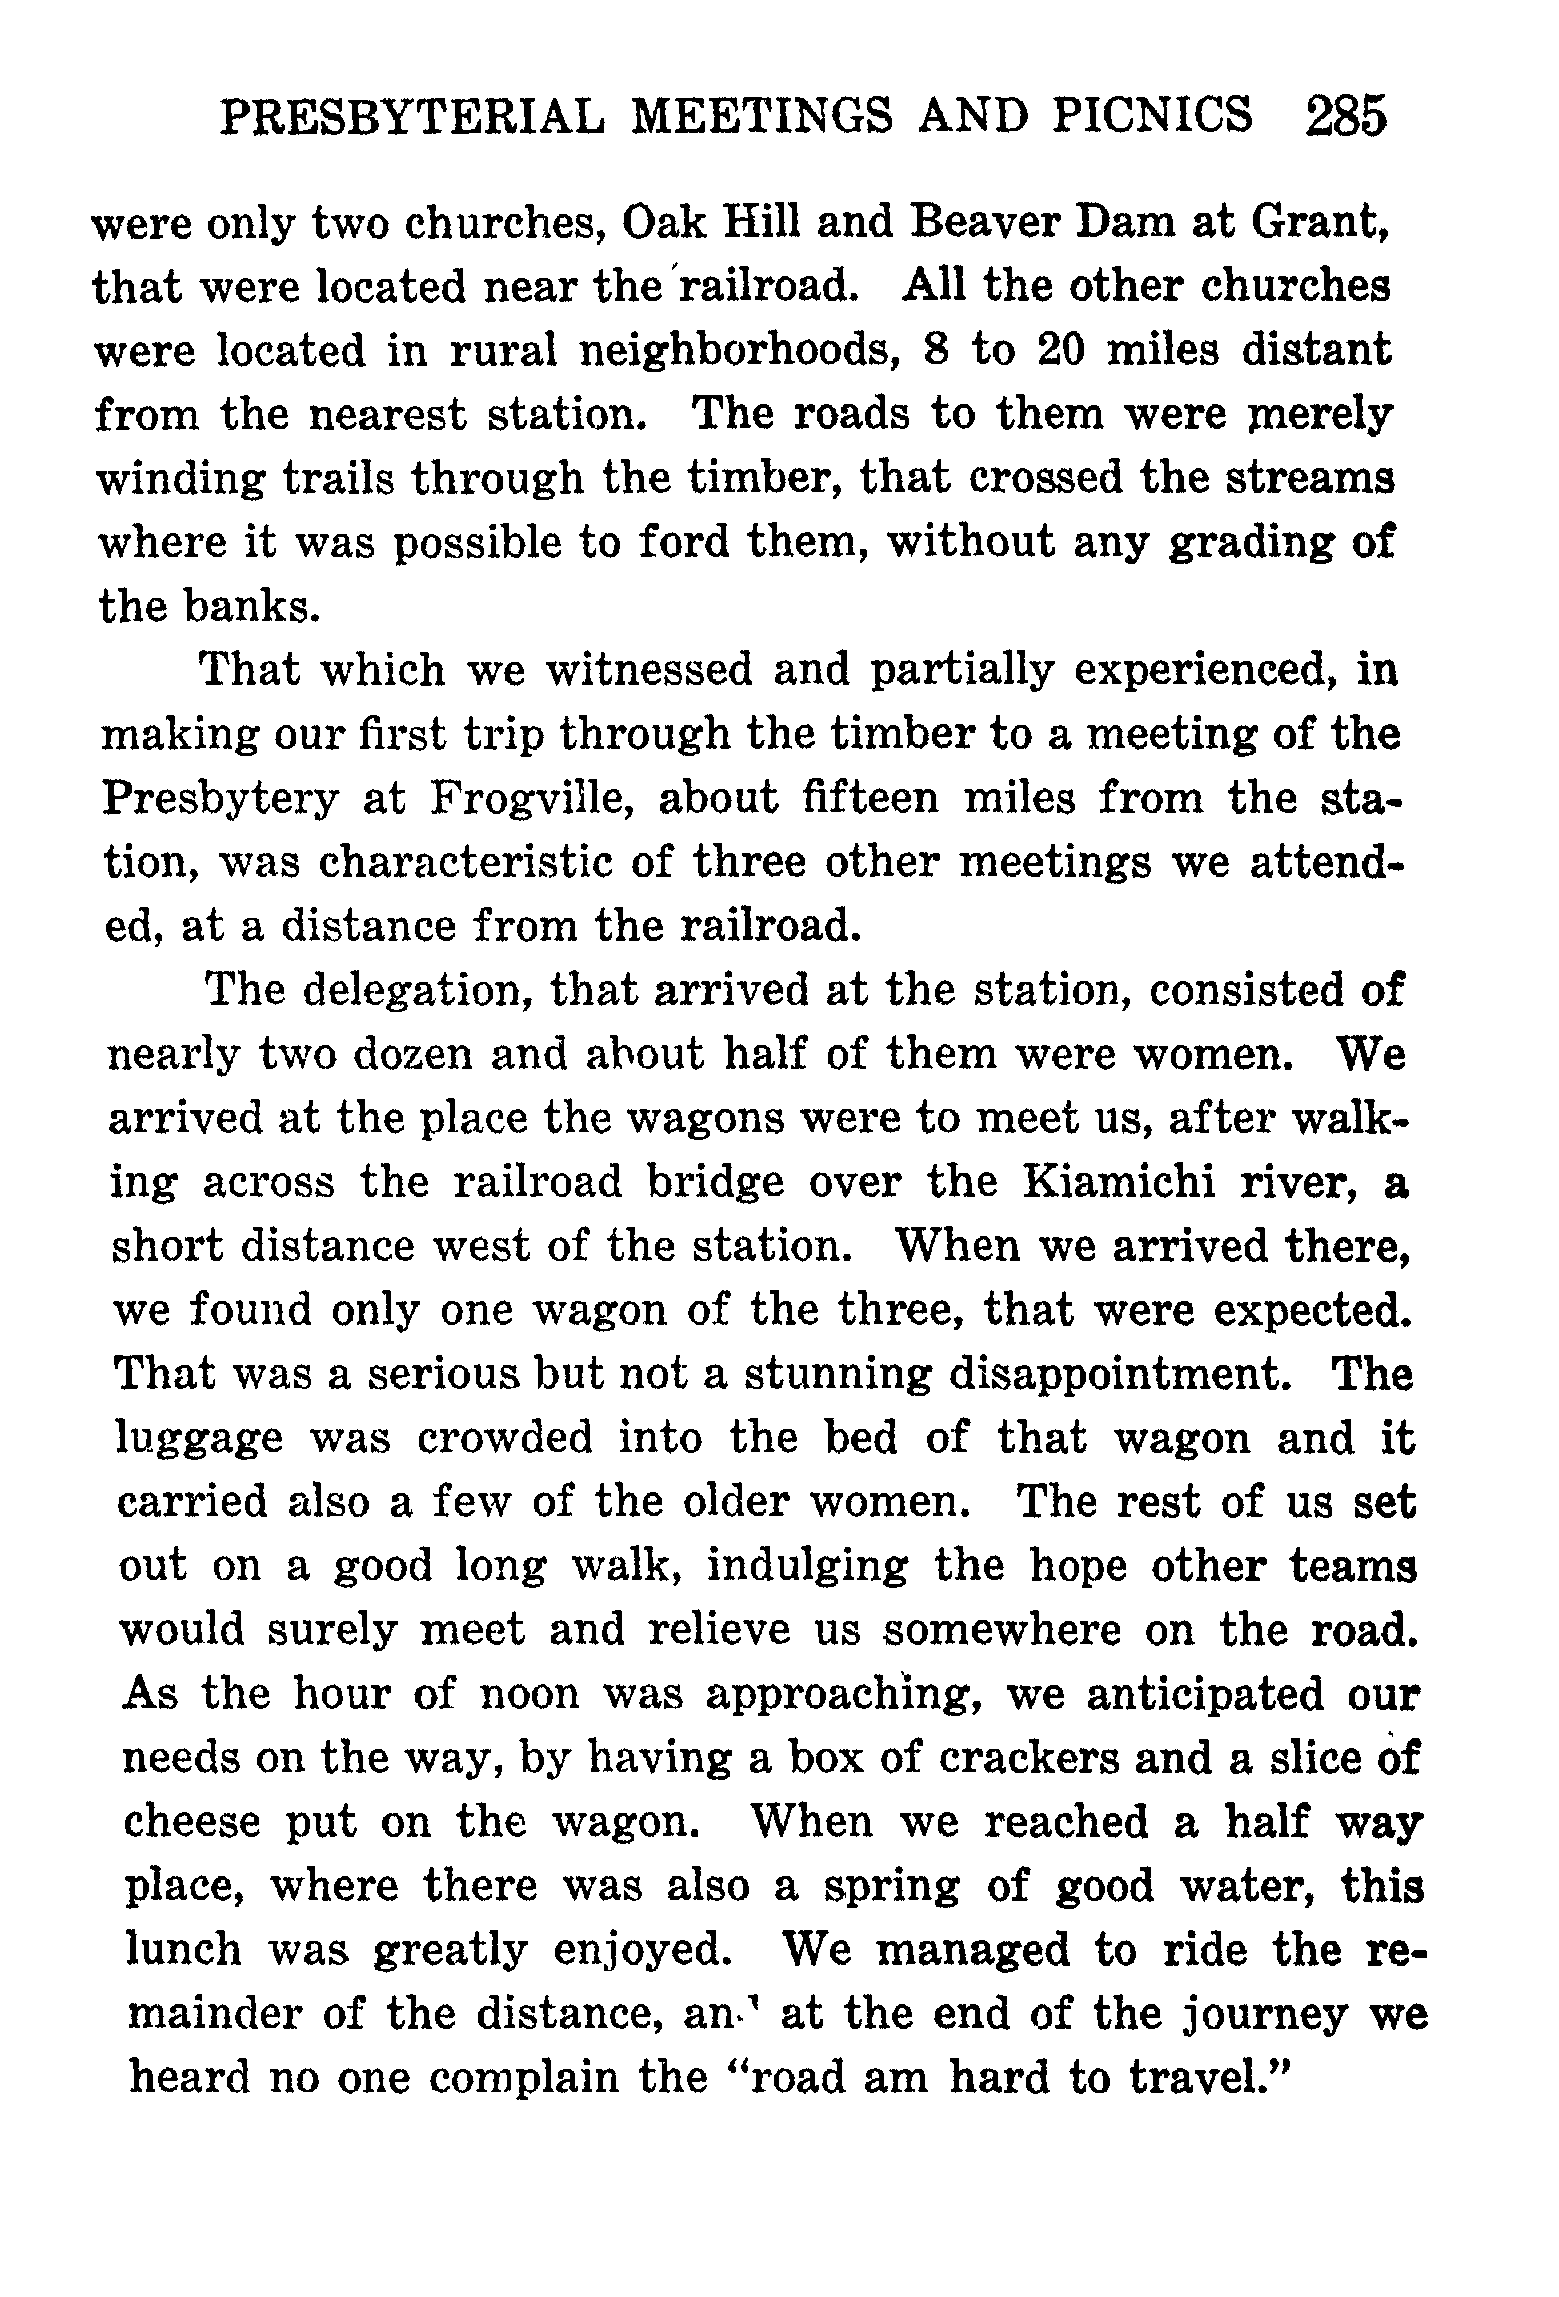 PRESBYTERIAL MEETINGS AND PICNICS 285
were only two churches, Oak Hill and Beaver Dam at Grant,
that were located near the railroad. All the other churches
were located in rural neighborhoods, 8 to 20 miles distant
from the nearest station. The roads to them were merely
winding trails through the timber, that crossed the streams
where it was possible to ford them, without any grading of
the banks.
That which we witnessed and partially experienced, in
making our first trip through the timber to a meeting of the
Presbytery at Frogville, about fifteen miles from the sta-
tion, was characteristic of three other meetings we attend-
ed, at a distance from the railroad.
The delegation, that arrived at the station, consisted of
nearly two dozen and about half of them were women. We
arrived at the place the wagons were to meet us, after walk-
ing across the railroad bridge over the Kiamichi river, a
short distance west of the station. When we arrived there,
we found only one wagon of the three, that were expected.
That was a serious but not a stunning disappointment. The
luggage was crowded into the bed of that wagon and it
carried also a few of the older women. The rest of us set
out on a good long walk, indulging the hope other teams
would surely meet and relieve us somewhere on the road.
As the hour of noon was approaching, we anticipated our
needs on the way, by having a box of crackers and a slice of
cheese put on the wagon. When we reached a half way
place, where there was also a spring of good water, this
lunch was greatly enjoyed. We managed to ride the re-
mainder of the distance, and at the end of the journey we
heard no one complain the "road am hard to travel."